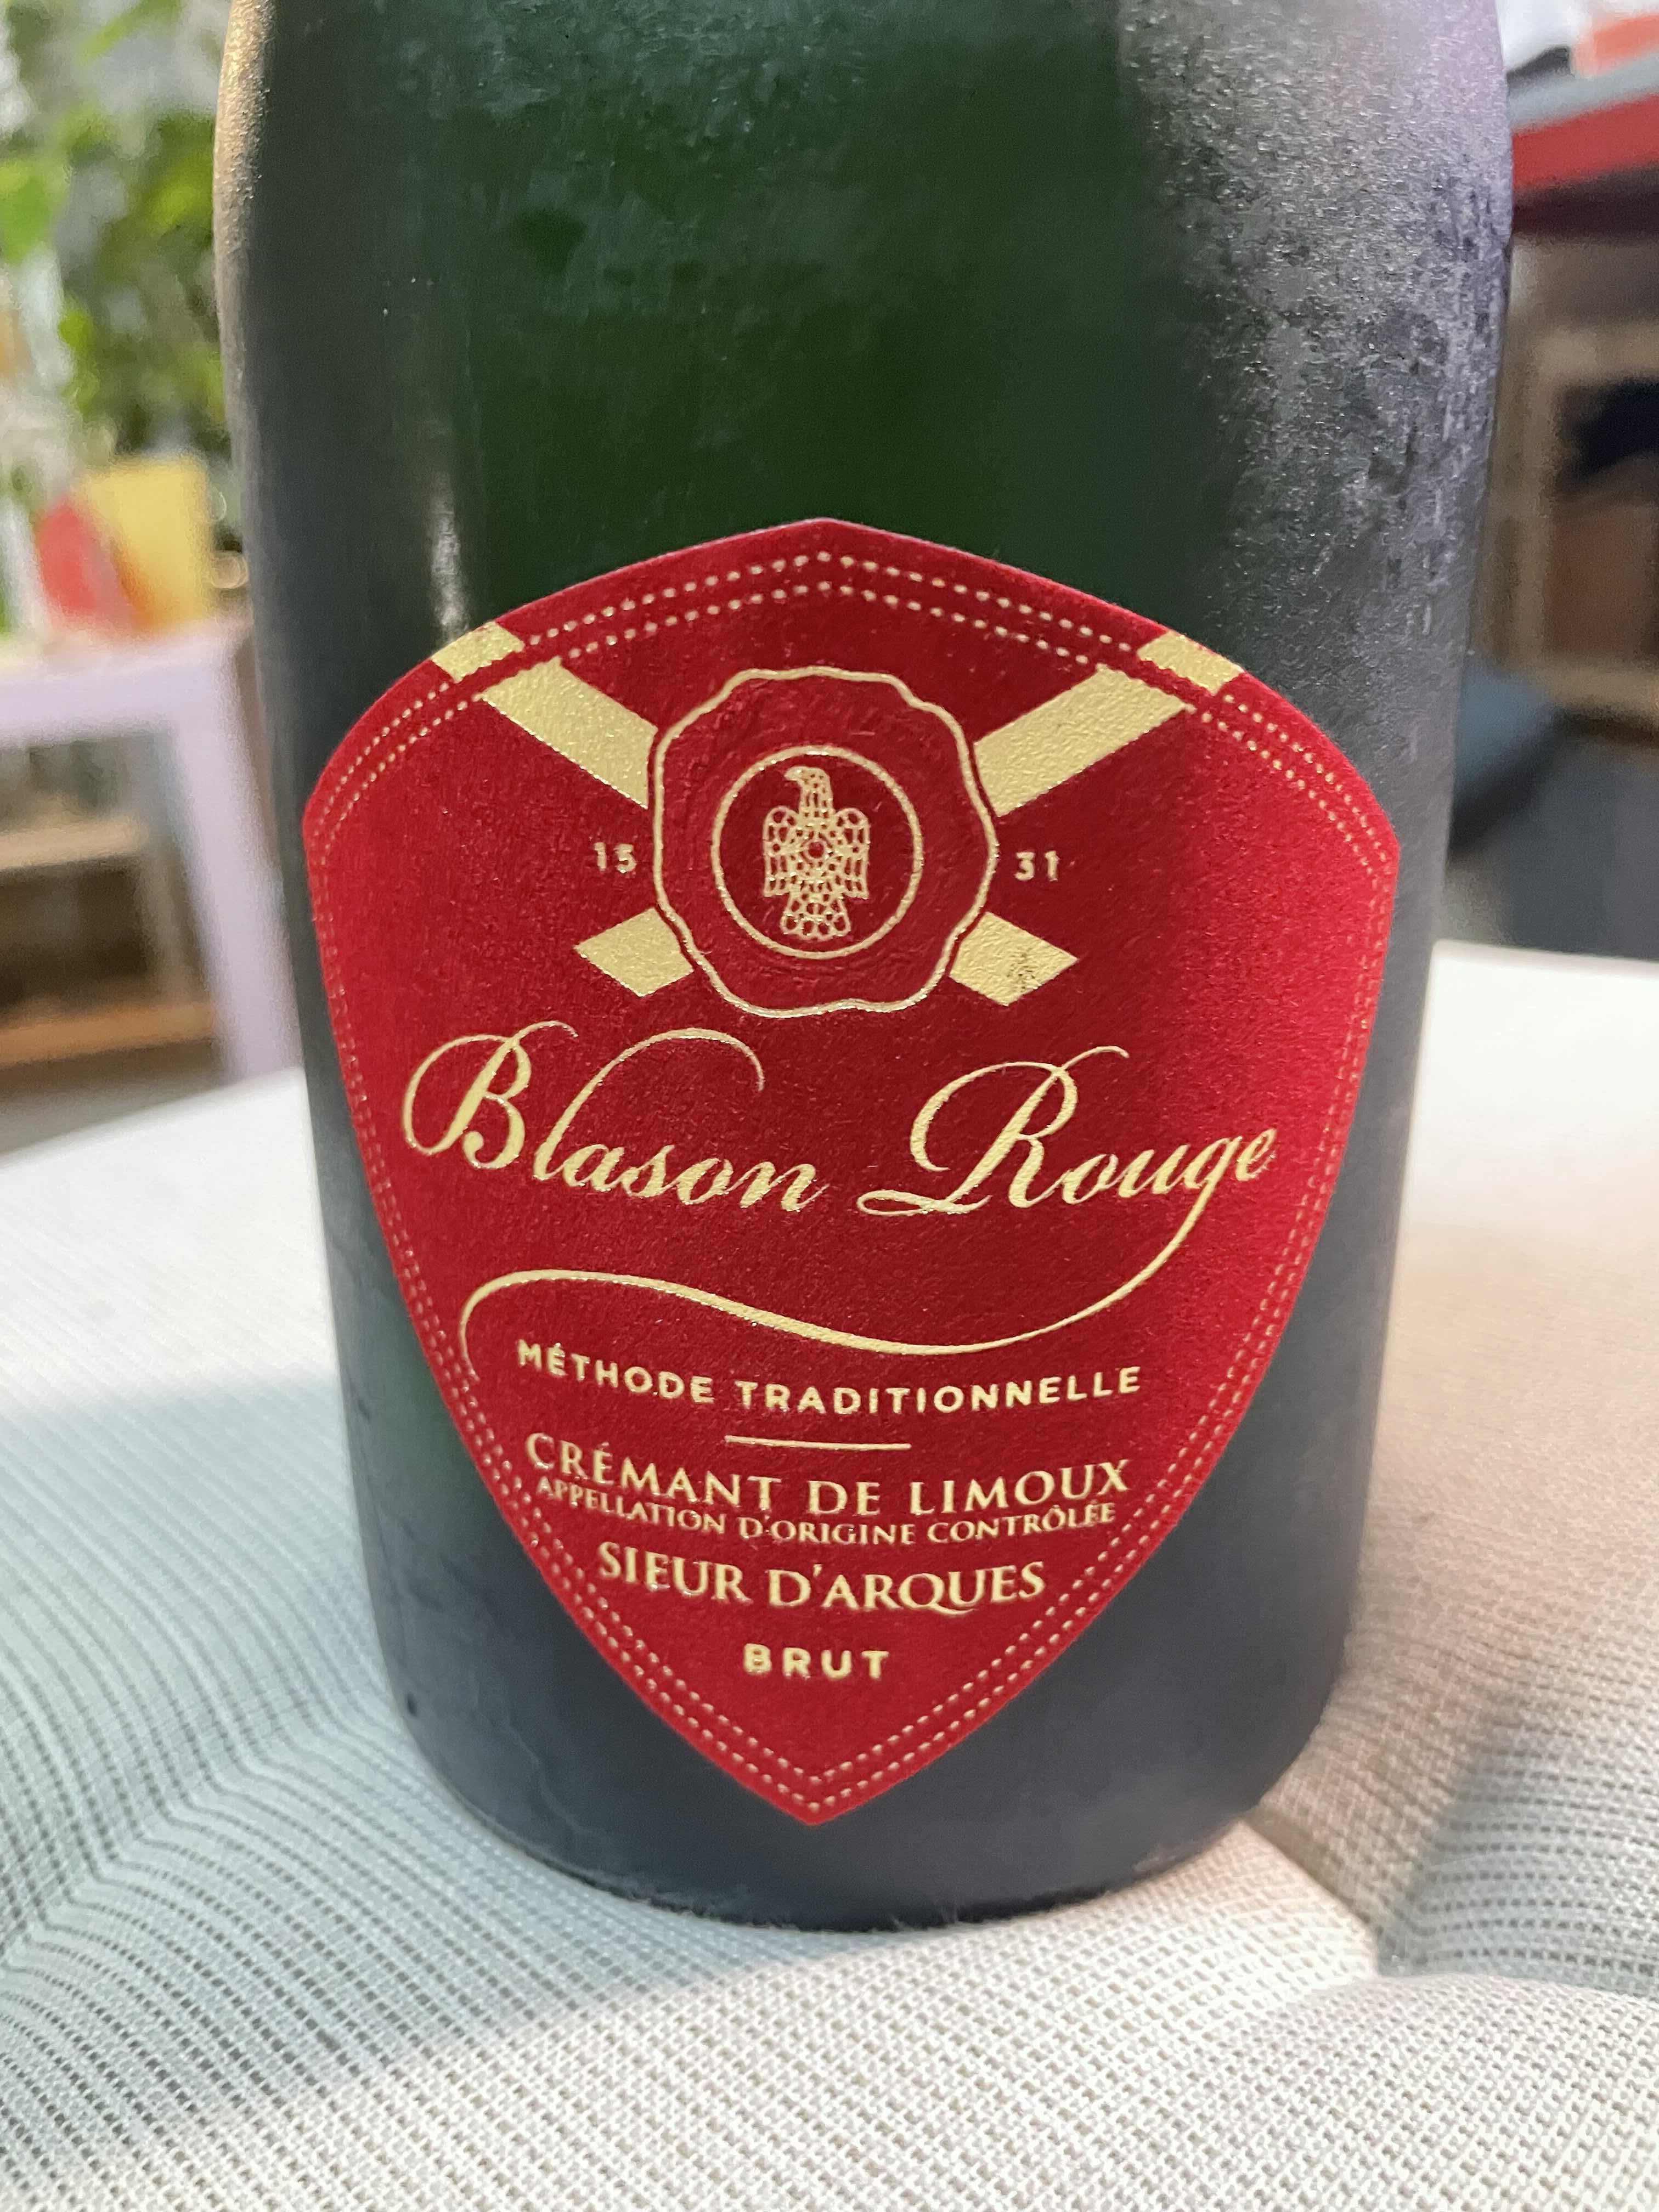 15 31
Blason Rouge
MÉTHODE TRADITIONNELLE
CRÉMANT DE LIMOUX
APPELLATION D'ORIGINE CONTRÔLÉE
SIEUR D'ARQUES
BRUT